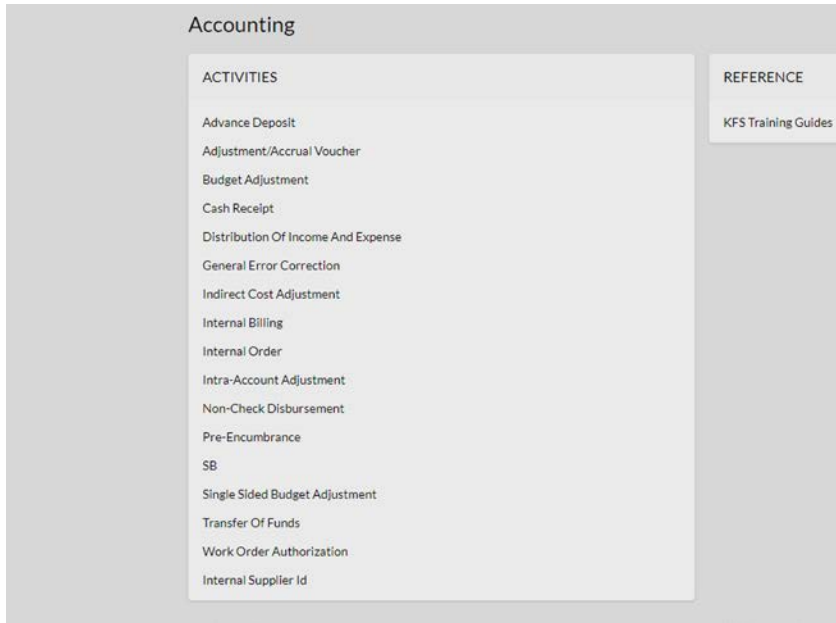 Accounting
ACTIVITIES
Advance Deposit
Adjustment/Accrual Voucher
Budget Adjustment
Cash Receipt
Distribution Of Income And Expense
General Error Correction
Indirect Cost Adjustment
Internal Billing
Internal Order
Intra-Account Adjustment
Non-Check Disbursement
Pre-Encumbrance
SB
Single Sided Budget Adjustment
Transfer Of Funds
Work Order Authorization
Internal Supplier Id
REFERENCE
KFS Training Guides